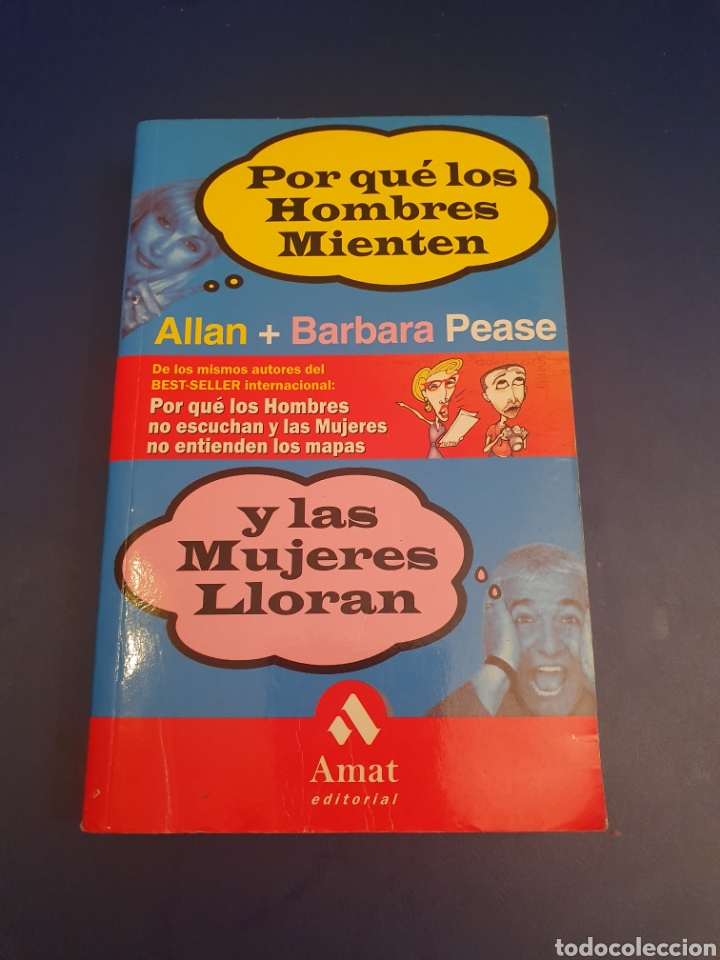 Por qué los
Hombres
Mienten
Allan + Barbara Pease
De los mismos autores del
BEST-SELLER internacional:
Por qué los Hombres
no escuchan y las Mujeres
no entienden los mapas
y las
Mujeres
Lloran
Amat
editorial
todocoleccion